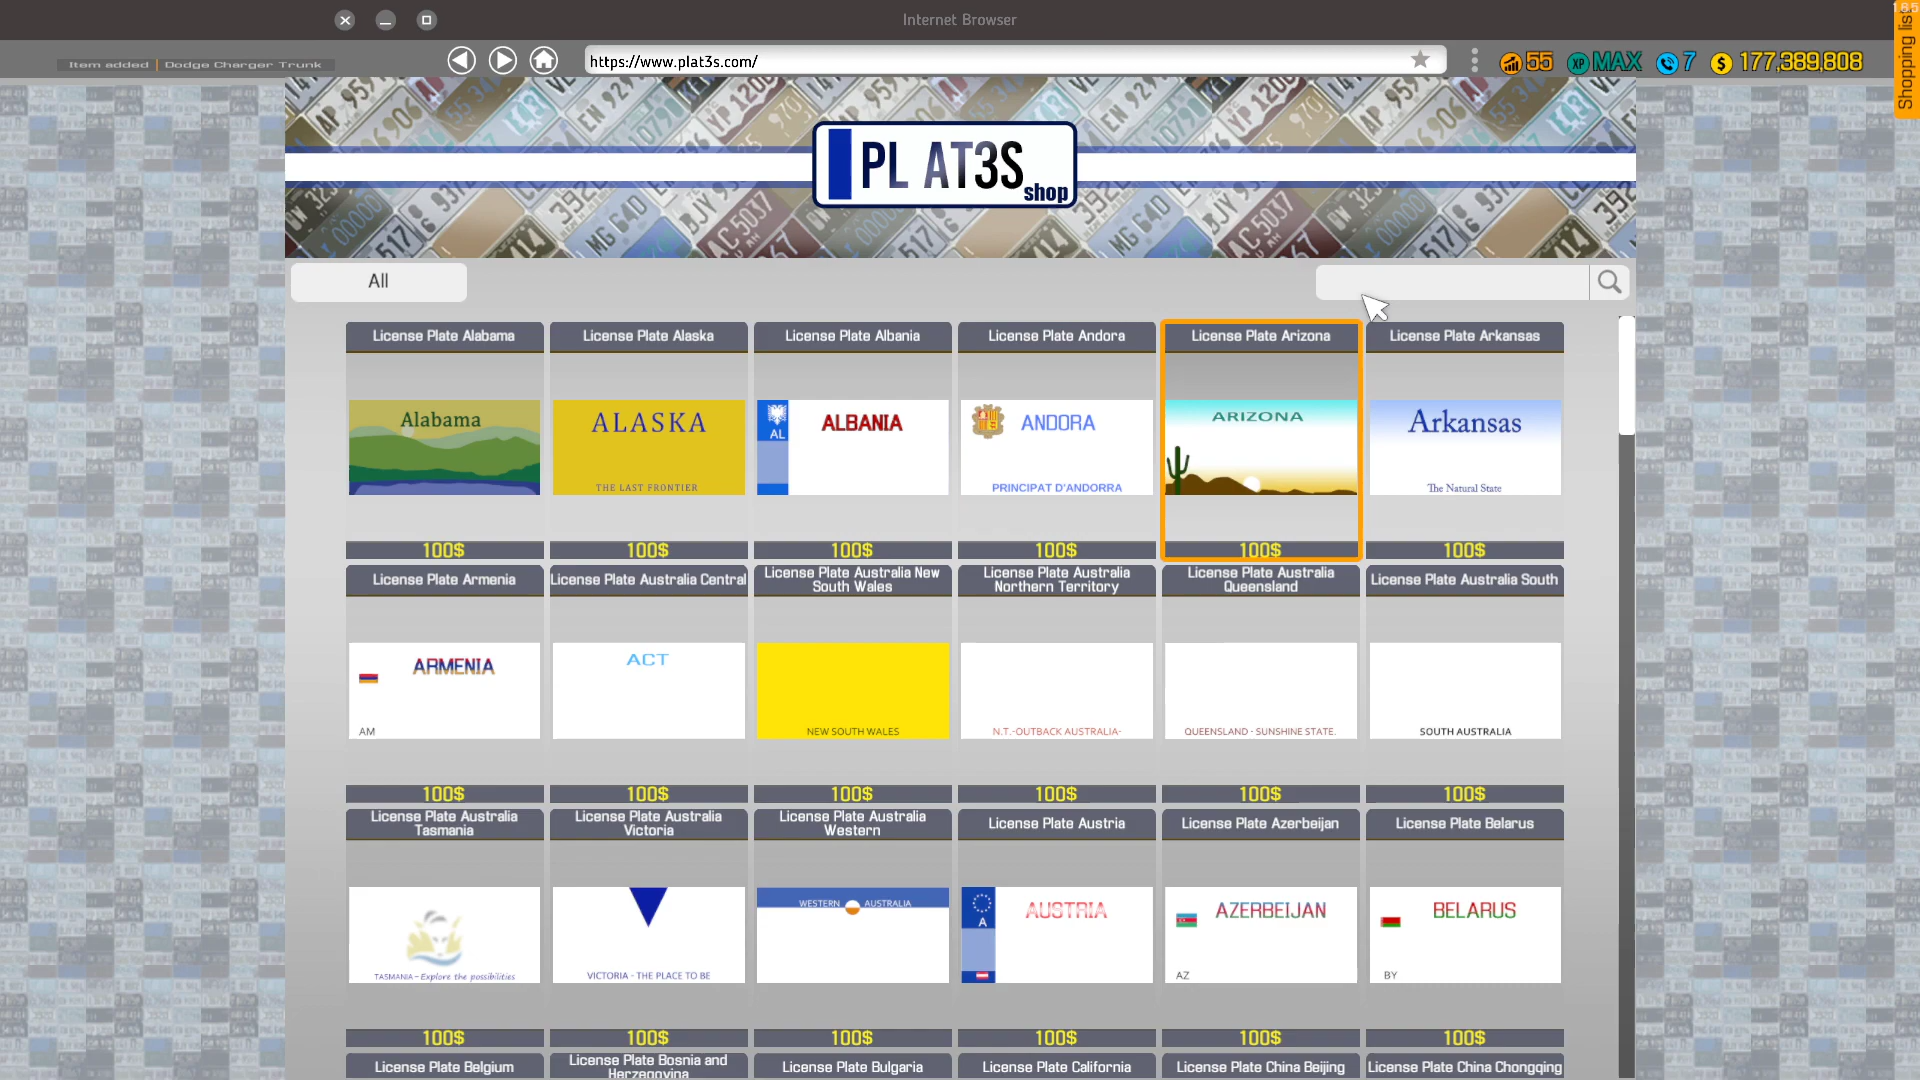 Internet Browser
1.8.5
Shopping list
Item added | Dodge Charger Trunk
https://www.plat3s.com/
55
XP MAX
7
$ 177,389,808
PL AT3S
shop
All
License Plate Alabama
License Plate Alaska
License Plate Albania
License Plate Andora
License Plate Arizona
License Plate Arkansas
Alabama
ALASKA
THE LAST FRONTIER
AL
ALBANIA
ANDORA
PRINCIPAT D'ANDORRA
ARIZONA
Arkansas
The Natural State
100$
100$
100$
100$
100$
100$
License Plate Armenia
License Plate Australia Central
License Plate Australia New
South Wales
License Plate Australia
Northern Territory
License Plate Australia
Queensland
License Plate Australia South
ARMENIA
AM
ACT
NEW SOUTH WALES
N.T.-OUTBACK AUSTRALIA-
QUEENSLAND - SUNSHINE STATE.
SOUTH AUSTRALIA
100$
100$
100$
100$
100$
100$
License Plate Australia
Tasmania
License Plate Australia
Victoria
License Plate Australia
Western
License Plate Austria
License Plate Azerbeijan
License Plate Belarus
TASMANIA - Explore the possibilities
VICTORIA - THE PLACE TO BE
WESTERN AUSTRALIA
A
AUSTRIA
AZERBEIJAN
AZ
BELARUS
BY
100$
100$
100$
100$
100$
100$
License Plate Belgium
License Plate Bosnia and
Herzegovina
License Plate Bulgaria
License Plate California
License Plate China Beijing
License Plate China Chongqing